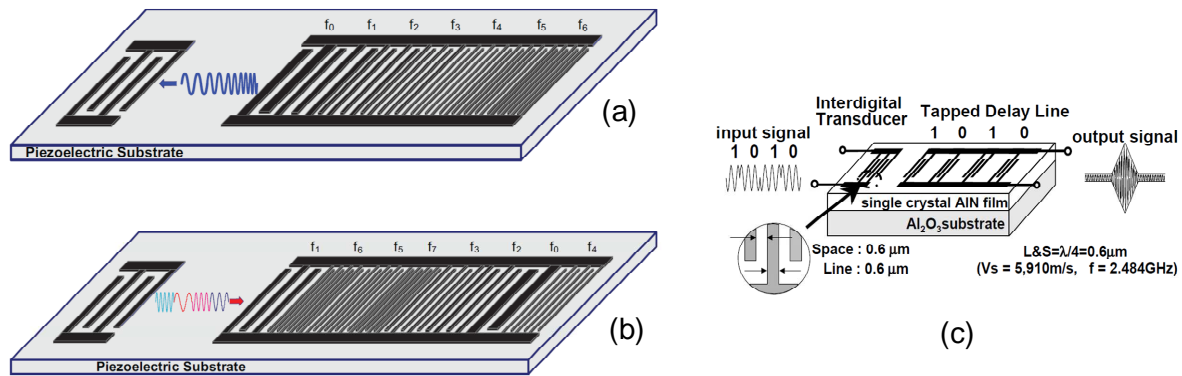 f0 f1 f2 f3 f4 f5 f6
Piezoelectric Substrate
(a)
f1 f6 f5 f7 f3 f2 f0 f4
Piezoelectric Substrate
(b)
Interdigital
Transducer
Tapped Delay Line
input signal
1 0 1 0
1 0 1 0
output signal
single crystal AlN film
Al2O3 substrate
Space : 0.6 μm
Line : 0.6 μm
L&S=λ/4=0.6μm
(Vs = 5,910m/s, f = 2.484GHz)
(c)